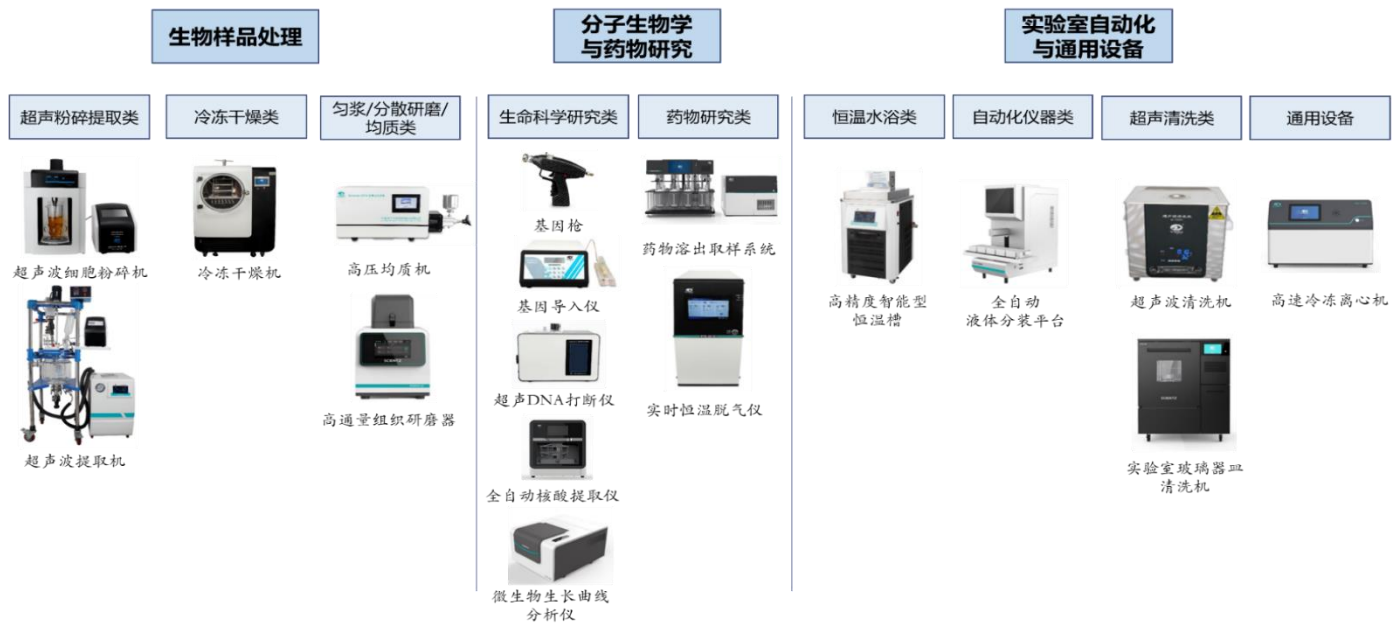 生物样品处理
分子生物学
与药物研究
实验室自动化
与通用设备
超声粉碎提取类
冷冻干燥类
匀浆/分散研磨/
均质类
生命科学研究类
药物研究类
恒温水浴类
自动化仪器类
超声清洗类
通用设备
超声波细胞粉碎机
超声波提取机
冷冻干燥机
高压均质机
高通量组织研磨器
基因枪
基因导入仪
超声DNA打断仪
全自动核酸提取仪
微生物生长曲线
分析仪
药物溶出取样系统
实时恒温脱气仪
高精度智能型
恒温槽
全自动
液体分装平台
超声波清洗机
实验室玻璃器皿
清洗机
高速冷冻离心机